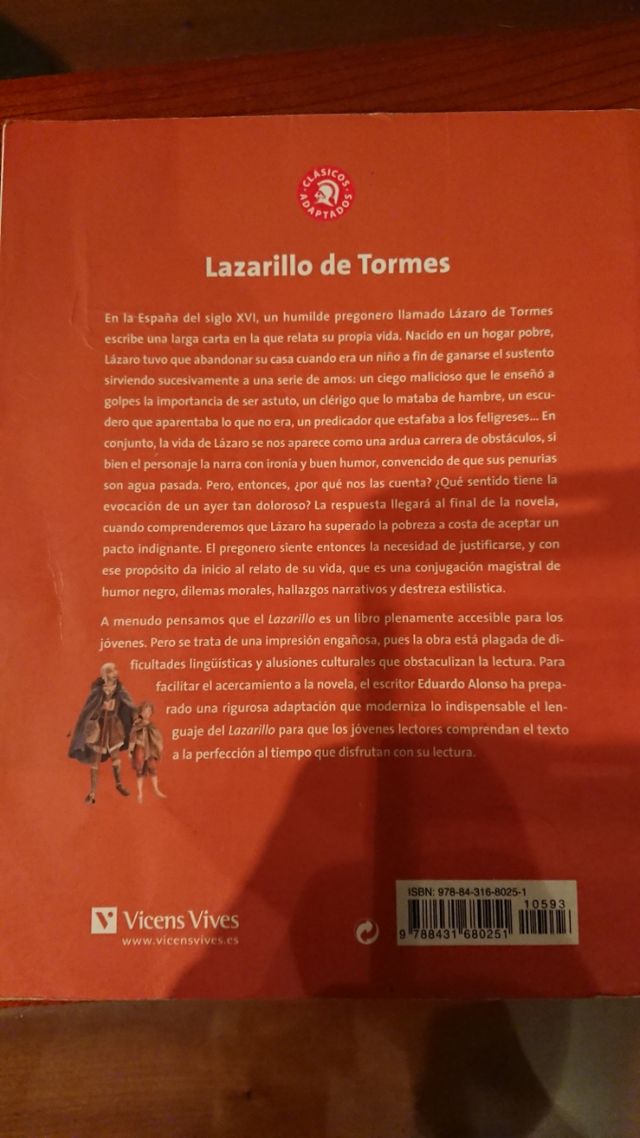 CLÁSICOS
ADAPTADOS
Lazarillo de Tormes
En la España del siglo XVI, un humilde pregonero llamado Lázaro de Tormes
escribe una larga carta en la que relata su propia vida. Nacido en un hogar pobre,
Lázaro tuvo que abandonar su casa cuando era un niño a fin de ganarse el sustento
sirviendo sucesivamente a una serie de amos: un ciego malicioso que le enseñó a
golpes la importancia de ser astuto, un clérigo que lo mataba de hambre, un escu-
dero que aparentaba lo que no era, un predicador que estafaba a los feligreses... En
conjunto, la vida de Lázaro se nos aparece como una ardua carrera de obstáculos, si
bien el personaje la narra con ironía y buen humor, convencido de que sus penurias
son agua pasada. Pero, entonces, ¿por qué nos las cuenta? ¿Qué sentido tiene la
evocación de un ayer tan doloroso? La respuesta llegará al final de la novela,
cuando comprenderemos que Lázaro ha superado la pobreza a costa de aceptar un
pacto indignante. El pregonero siente entonces la necesidad de justificarse, y con
ese propósito da inicio al relato de su vida, que es una conjugación magistral de
humor negro, dilemas morales, hallazgos narrativos y destreza estilística.
A menudo pensamos que el Lazarillo es un libro plenamente accesible para los
jóvenes. Pero se trata de una impresión engañosa, pues la obra está plagada de di-
ficultades lingüísticas y alusiones culturales que obstaculizan la lectura. Para
facilitar el acercamiento a la novela, el escritor Eduardo Alonso ha prepa-
rado una rigurosa adaptación que moderniza lo indispensable el len-
guaje del Lazarillo para que los jóvenes lectores comprendan el texto
a la perfección al tiempo que disfrutan con su lectura.
V Vicens Vives
www.vicensvives.es
ISBN: 978-84-316-8025-1
10593
9 788431 680251